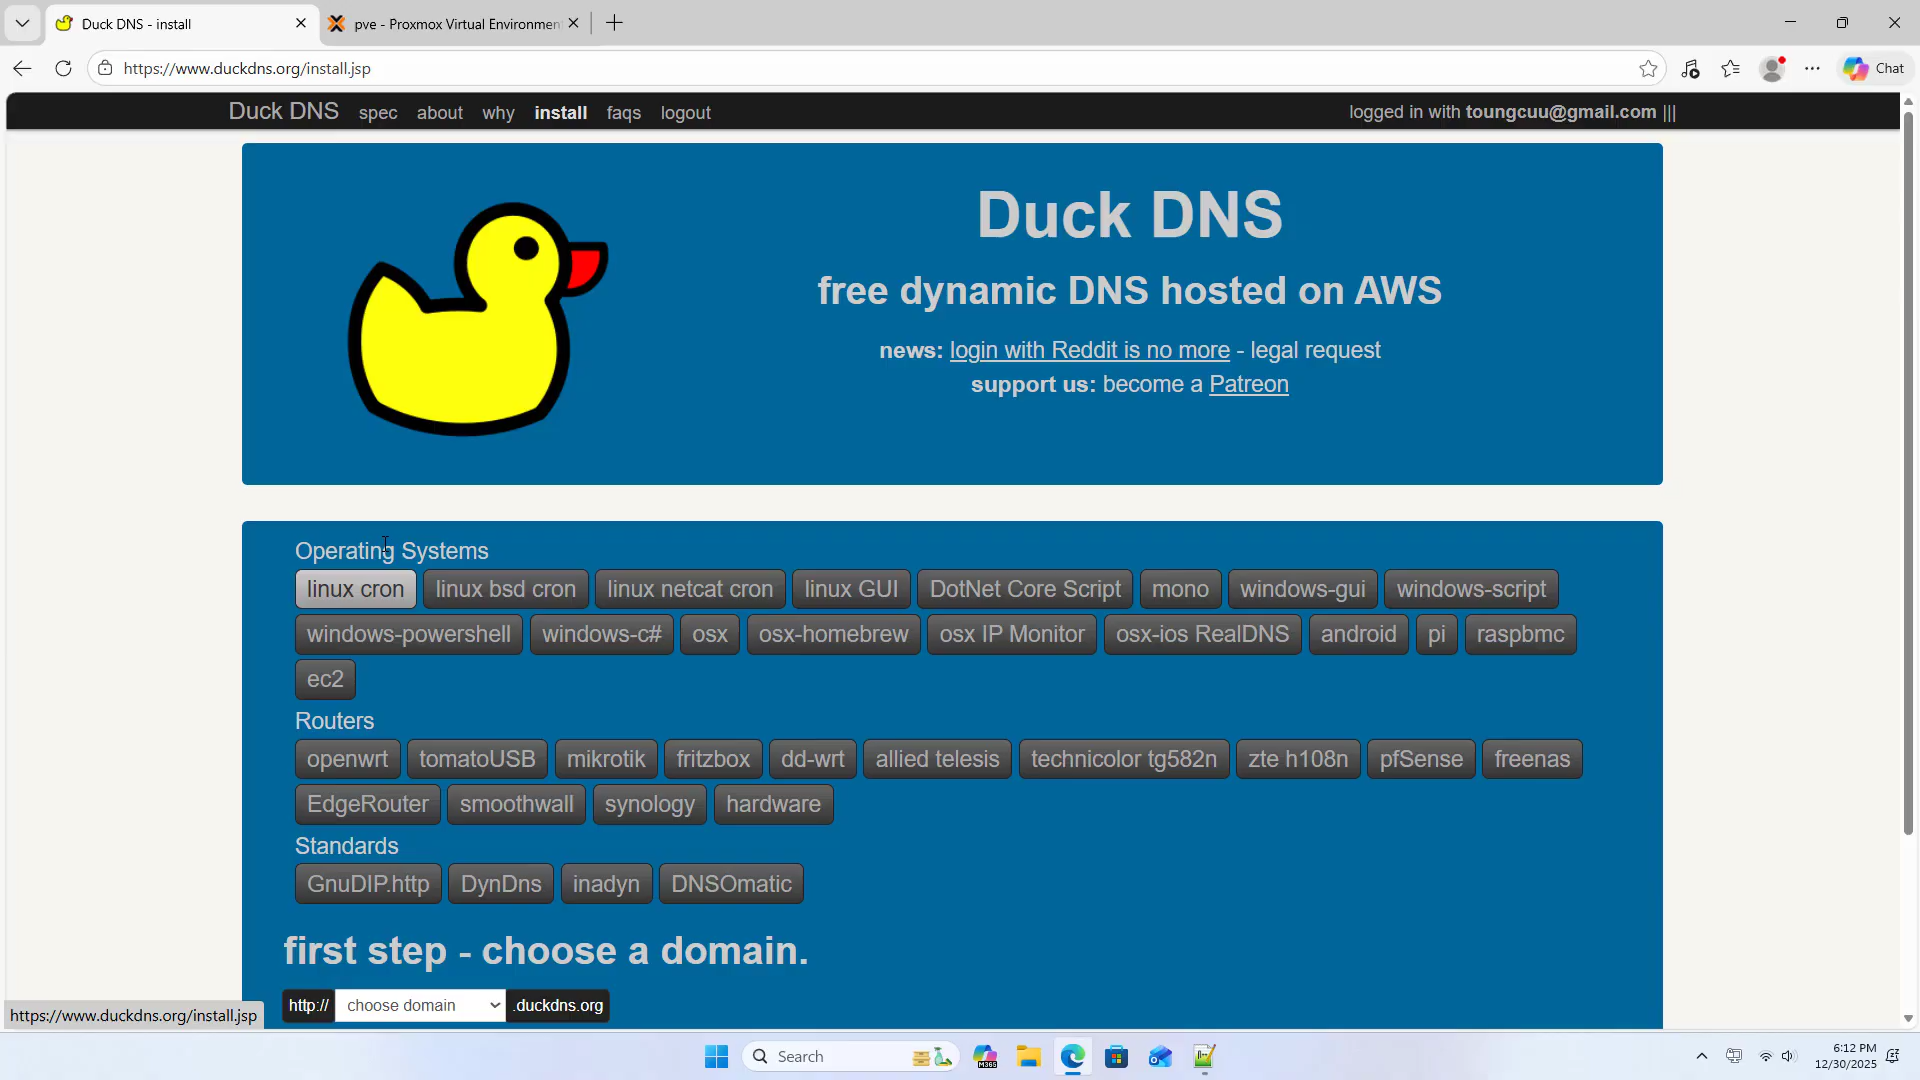 Duck DNS - install
pve - Proxmox Virtual Environmen
https://www.duckdns.org/install.jsp
Chat
Duck DNS spec about why install faqs logout
logged in with toungcuu@gmail.com |||
Duck DNS
free dynamic DNS hosted on AWS
news: login with Reddit is no more - legal request
support us: become a Patreon
Operating Systems
linux cron linux bsd cron linux netcat cron linux GUI DotNet Core Script mono windows-gui windows-script
windows-powershell windows-c# osx osx-homebrew osx IP Monitor osx-ios RealDNS android pi raspbmc
ec2
Routers
openwrt tomatoUSB mikrotik fritzbox dd-wrt allied telesis technicolor tg582n zte h108n pfSense freenas
EdgeRouter smoothwall synology hardware
Standards
GnuDIP.http DynDns inadyn DNSOmatic
first step - choose a domain.
http:// choose domain .duckdns.org
https://www.duckdns.org/install.jsp
Search
M365
6:12 PM
12/30/2025